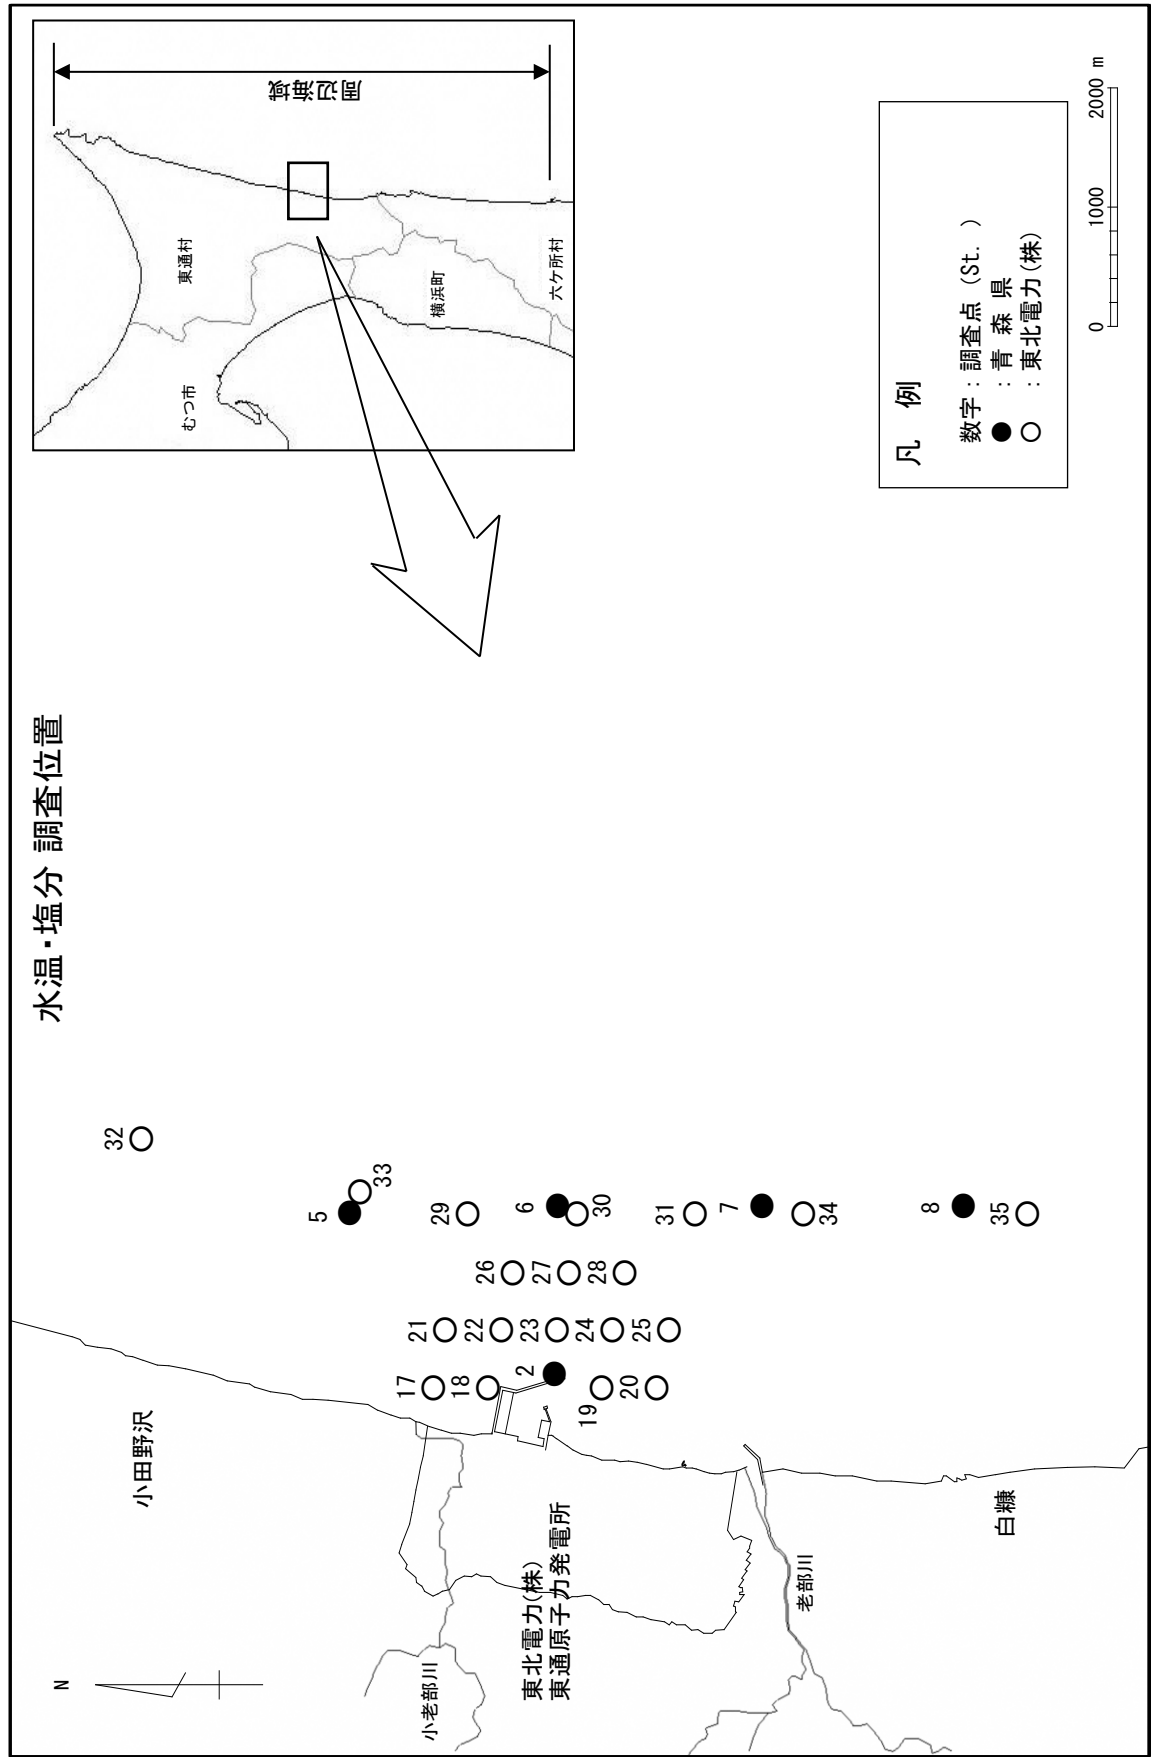 水温・塩分 調査位置
周辺海域
東通村
むつ市
横浜町
六ケ所村
N
小田野沢
小老部川
東北電力(株)
東通原子力発電所
老部川
白糠
32
5
33
29
6
30
31
7
34
8
35
26
27
28
21
22
23
24
25
17
18
2
19
20
凡 例
数字：調査点 (St. )
●：青 森 県
○：東北電力(株)
0 1000 2000 m